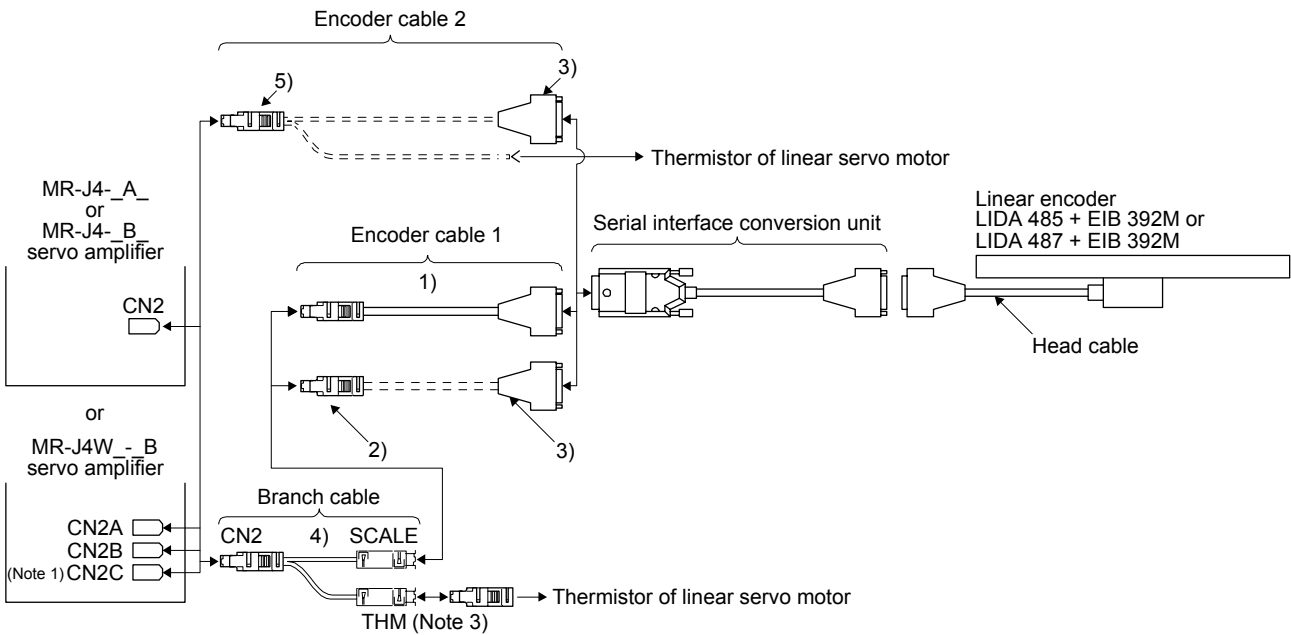 Encoder cable 2
5)
3)
Thermistor of linear servo motor
MR-J4-_A_
or
MR-J4-_B_
servo amplifier
CN2
Encoder cable 1
1)
Serial interface conversion unit
Linear encoder
LIDA 485 + EIB 392M or
LIDA 487 + EIB 392M
Head cable
2)
3)
or
MR-J4W_-_B
servo amplifier
CN2A
CN2B
(Note 1) CN2C
Branch cable
CN2
4)
SCALE
Thermistor of linear servo motor
THM (Note 3)